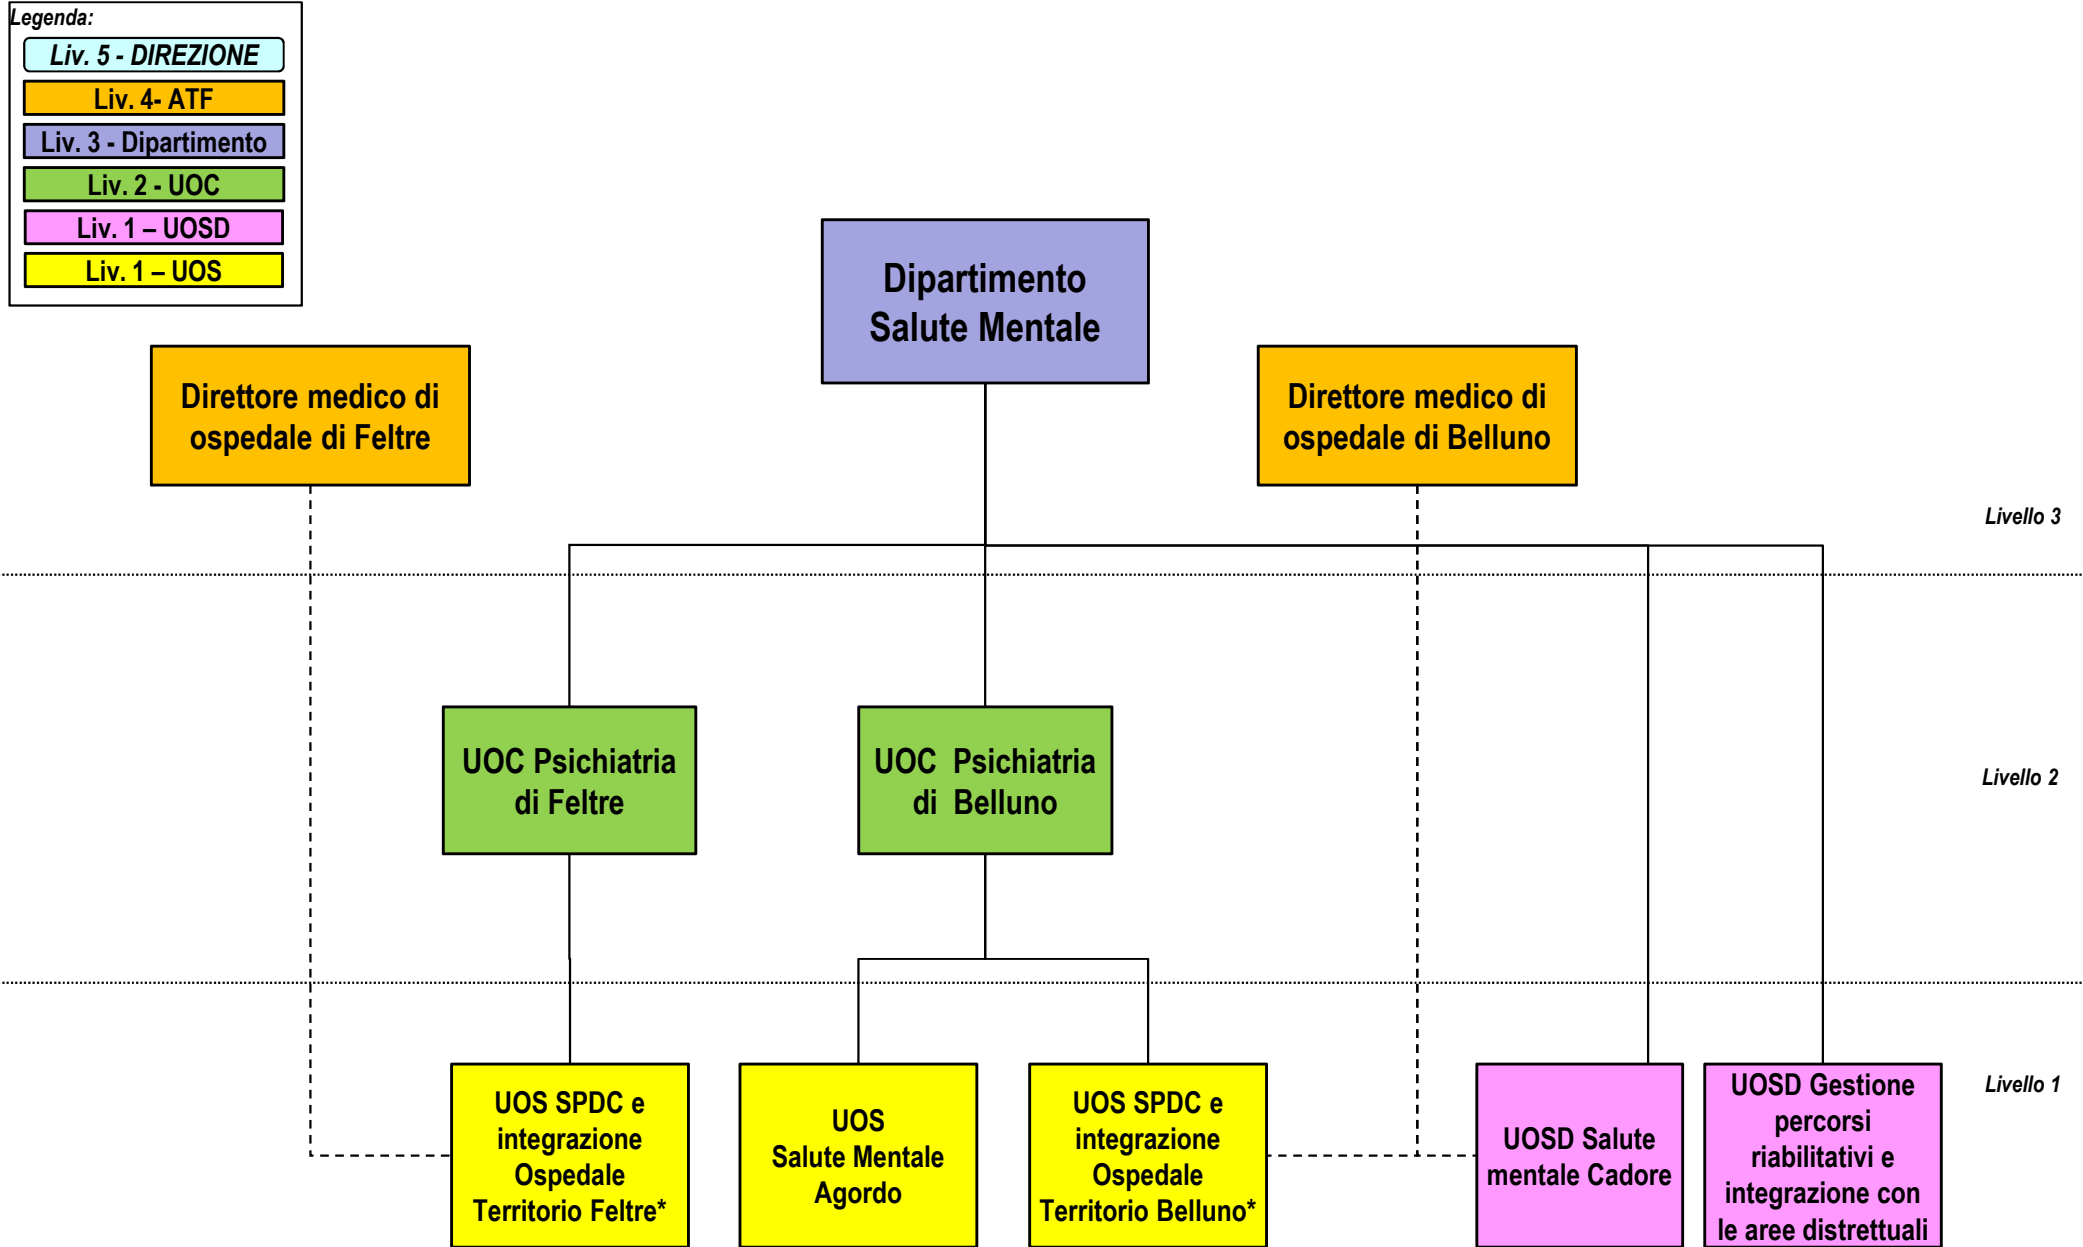 Legenda:
Liv. 5 - DIREZIONE
Liv. 4- ATF
Liv. 3 - Dipartimento
Liv. 2 - UOC
Liv. 1 – UOSD
Liv. 1 – UOS
Dipartimento
Salute Mentale
Direttore medico di
ospedale di Feltre
Direttore medico di
ospedale di Belluno
Livello 3
UOC Psichiatria
di Feltre
UOC  Psichiatria
di  Belluno
Livello 2
UOS SPDC e
integrazione
Ospedale
Territorio Feltre*
UOS
Salute Mentale
Agordo
UOS SPDC e
integrazione
Ospedale
Territorio Belluno*
UOSD Salute
mentale Cadore
UOSD Gestione
percorsi
riabilitativi e
integrazione con
le aree distrettuali
Livello 1